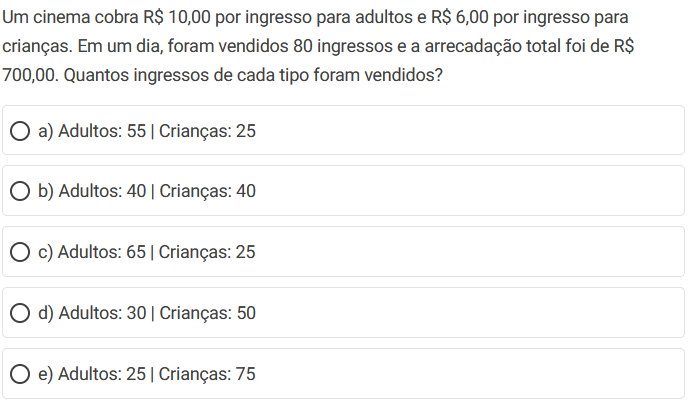 Um cinema cobra R$ 10,00 por ingresso para adultos e R$ 6,00 por ingresso para
crianças. Em um dia, foram vendidos 80 ingressos e a arrecadação total foi de R$
700,00. Quantos ingressos de cada tipo foram vendidos?
a) Adultos: 55 | Crianças: 25
b) Adultos: 40 | Crianças: 40
c) Adultos: 65 | Crianças: 25
d) Adultos: 30 | Crianças: 50
e) Adultos: 25 | Crianças: 75